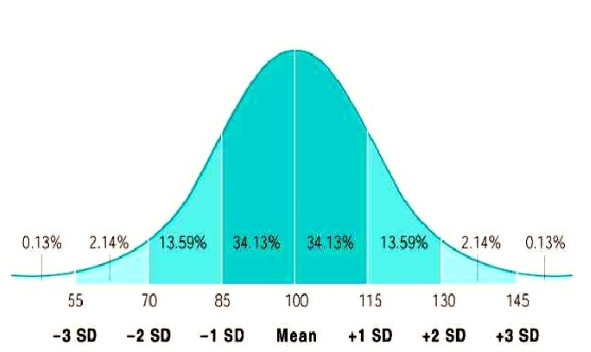 0.13% 2.14% 13.59% 34.13% 34.13% 13.59% 2.14% 0.13%
55 70 85 100 115 130 145
-3 SD -2 SD -1 SD Mean +1 SD +2 SD +3 SD